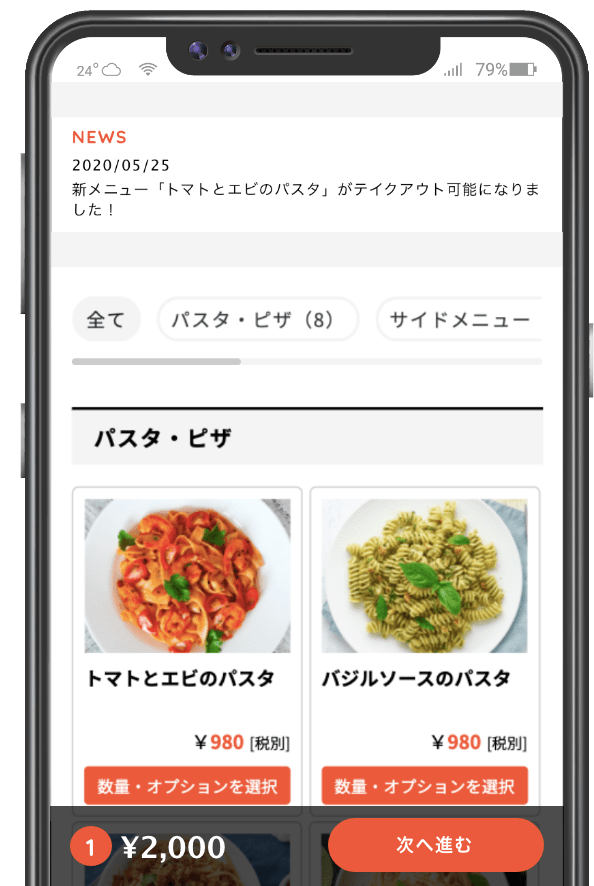 24° 79%
NEWS
2020/05/25
新メニュー「トマトとエビのパスタ」がテイクアウト可能になりま
した！
全て パスタ・ピザ（8） サイドメニュー
パスタ・ピザ
トマトとエビのパスタ バジルソースのパスタ
￥980 [税別] ￥980 [税別]
数量・オプションを選択 数量・オプションを選択
1 ¥2,000 次へ進む